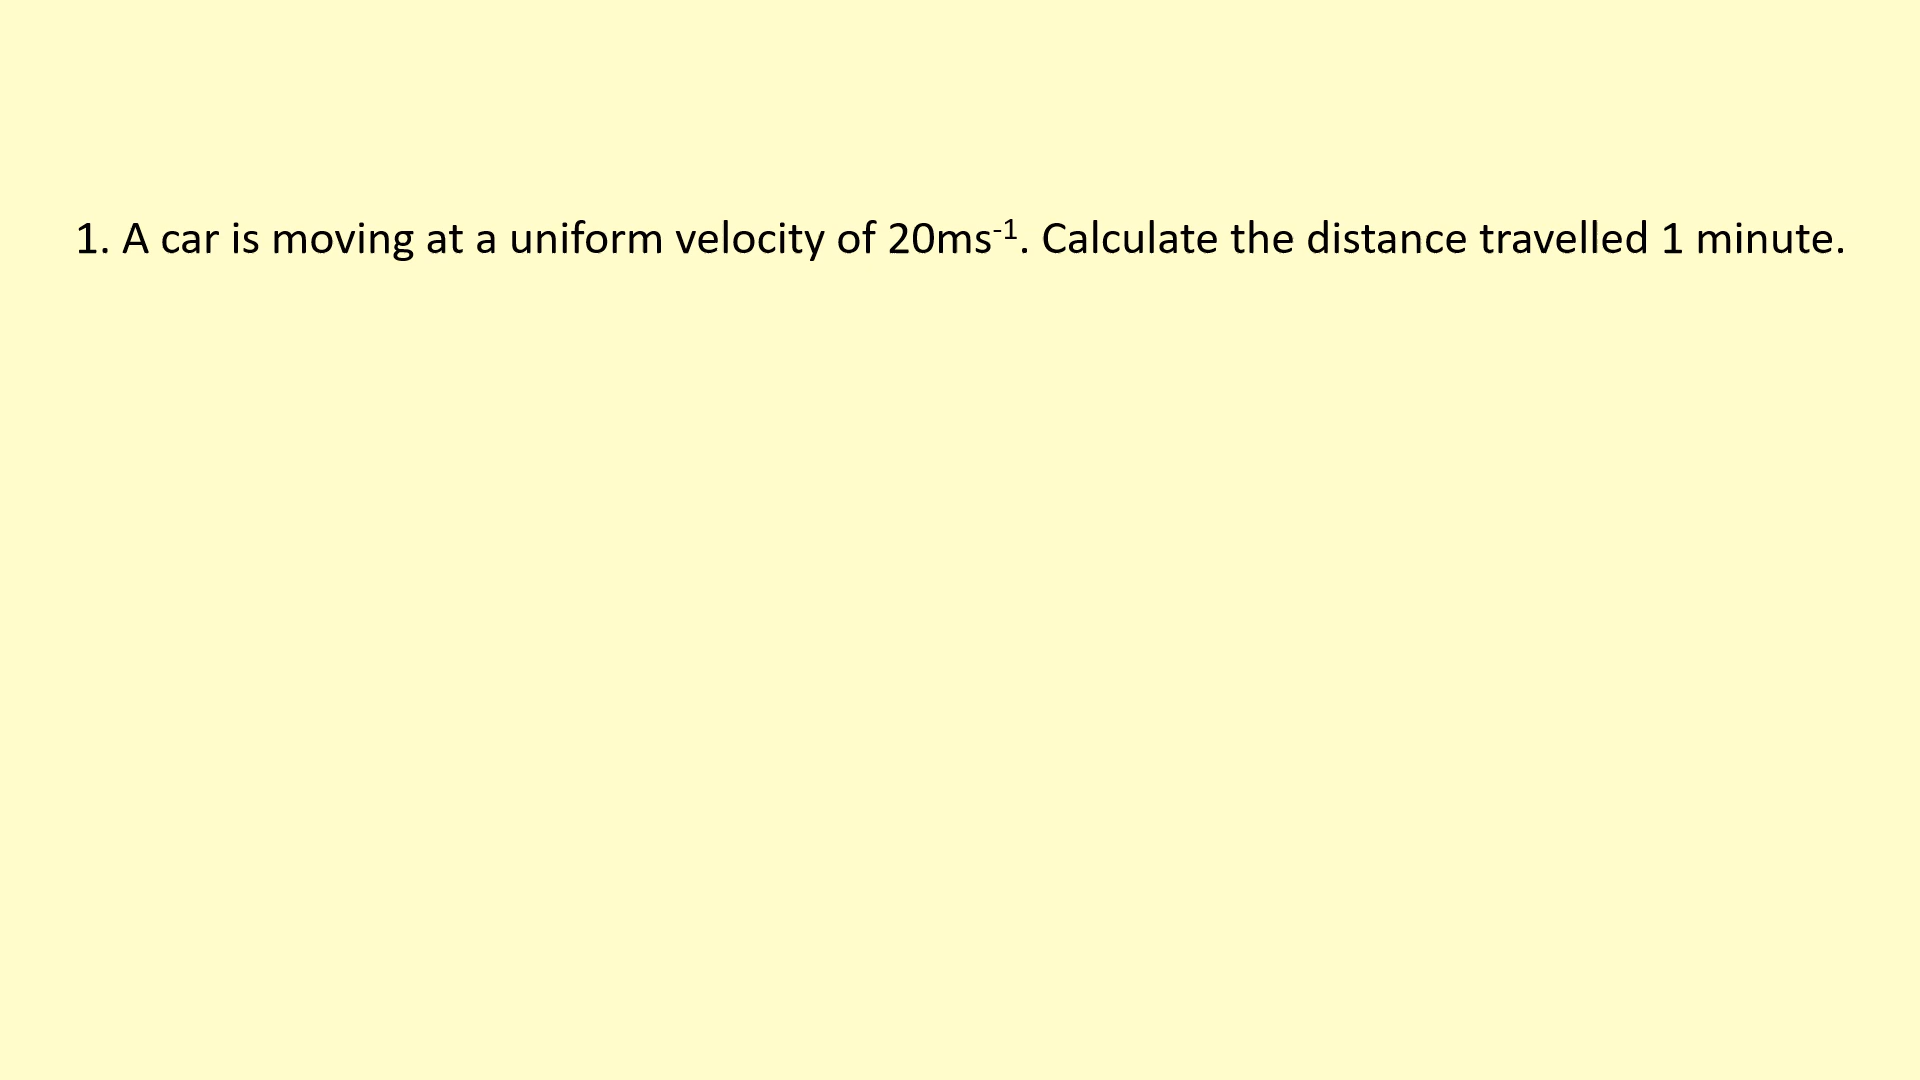 1. A car is moving at a uniform velocity of 20ms⁻¹. Calculate the distance travelled 1 minute.